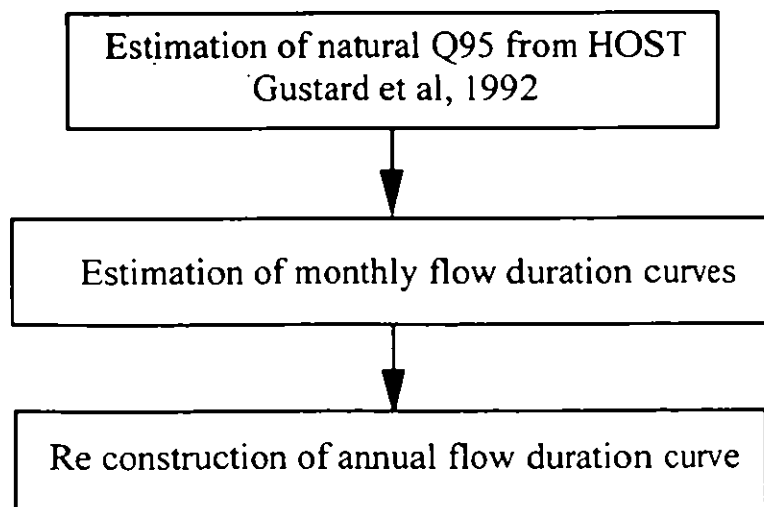 Estimation of natural Q95 from HOST
Gustard et al, 1992
Estimation of monthly flow duration curves
Re construction of annual flow duration curve